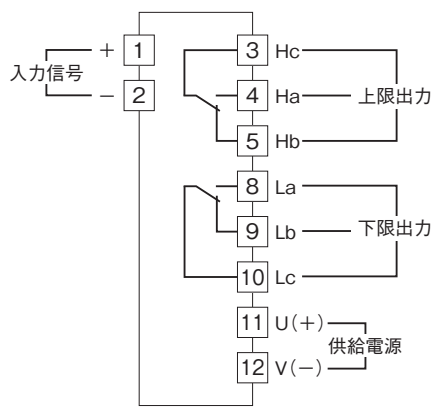 + 1
入力信号
− 2
3 Hc
4 Ha 上限出力
5 Hb
8 La
9 Lb 下限出力
10 Lc
11 U(+)
供給電源
12 V(−)